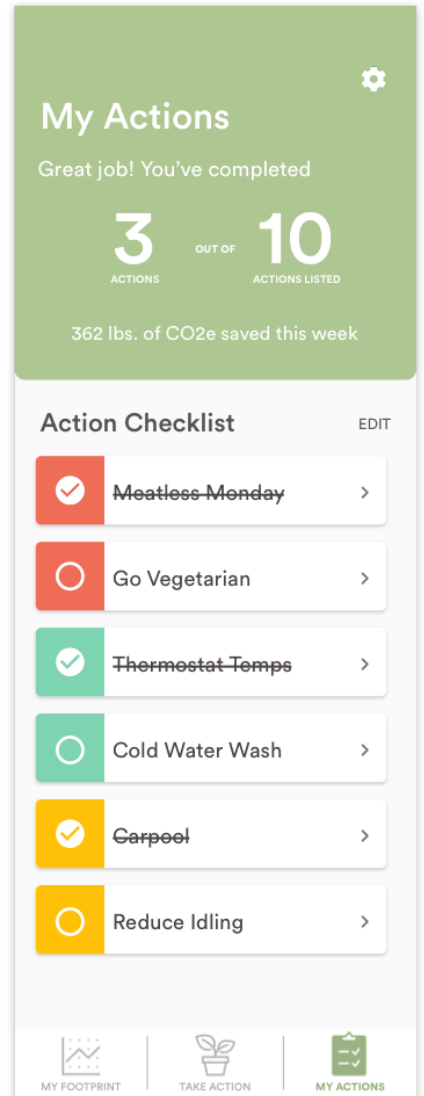 My Actions
Great job! You've completed
3 OUT OF 10
ACTIONS ACTIONS LISTED
362 lbs. of CO2e saved this week
Action Checklist EDIT
Meatless Monday
Go Vegetarian
Thermostat Temps
Cold Water Wash
Carpool
Reduce Idling
MY FOOTPRINT TAKE ACTION MY ACTIONS